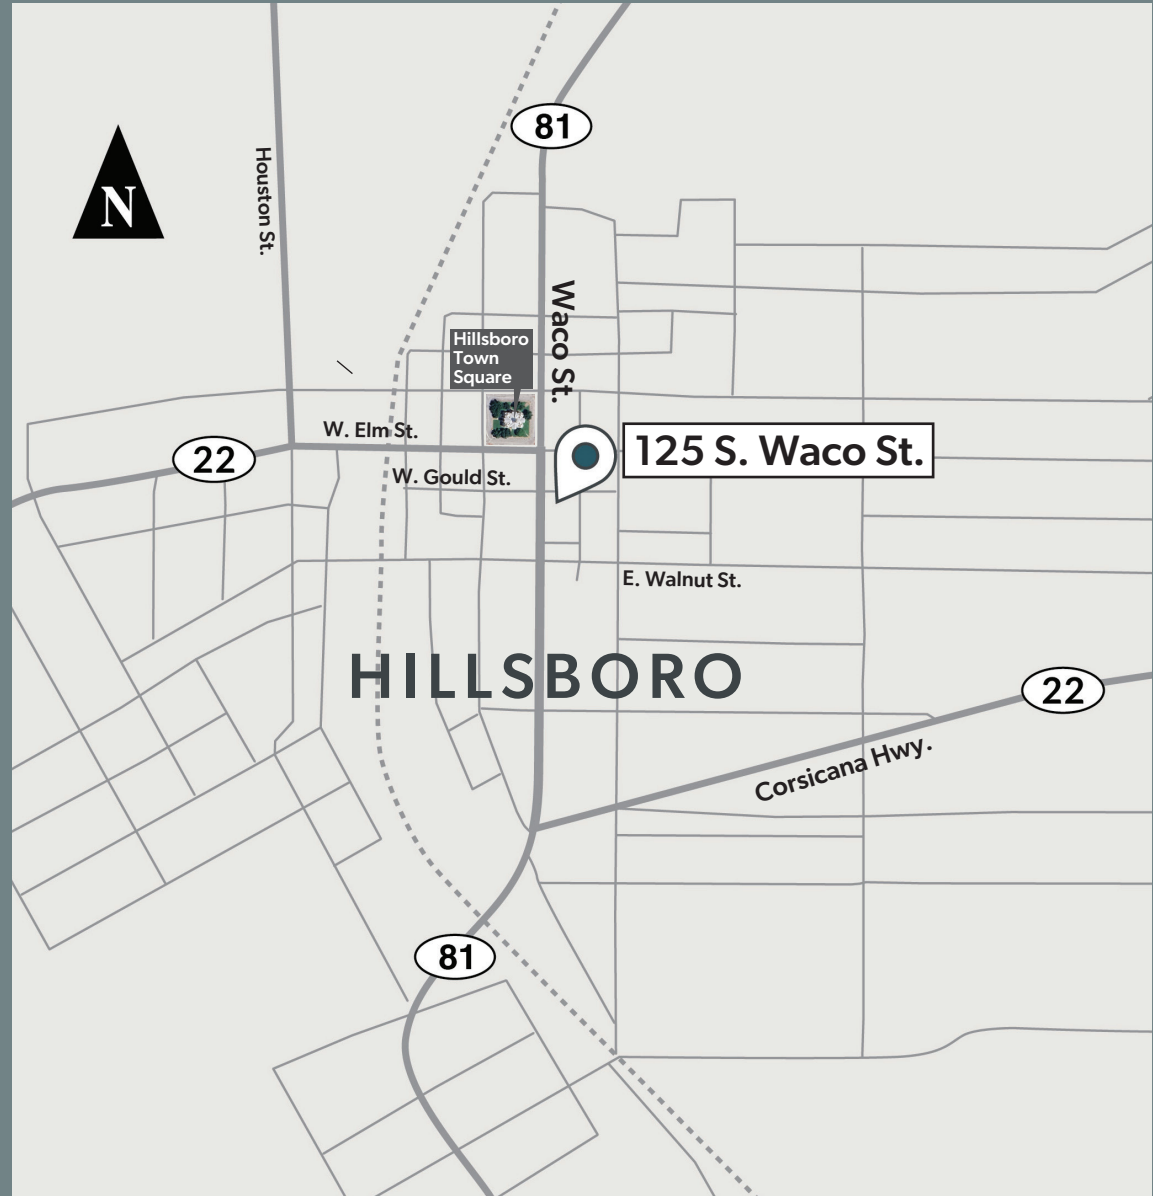 81
N
Houston St.
Waco St.
Hillsboro
Town
Square
W. Elm St.
125 S. Waco St.
22
W. Gould St.
E. Walnut St.
HILLSBORO
22
Corsicana Hwy.
81